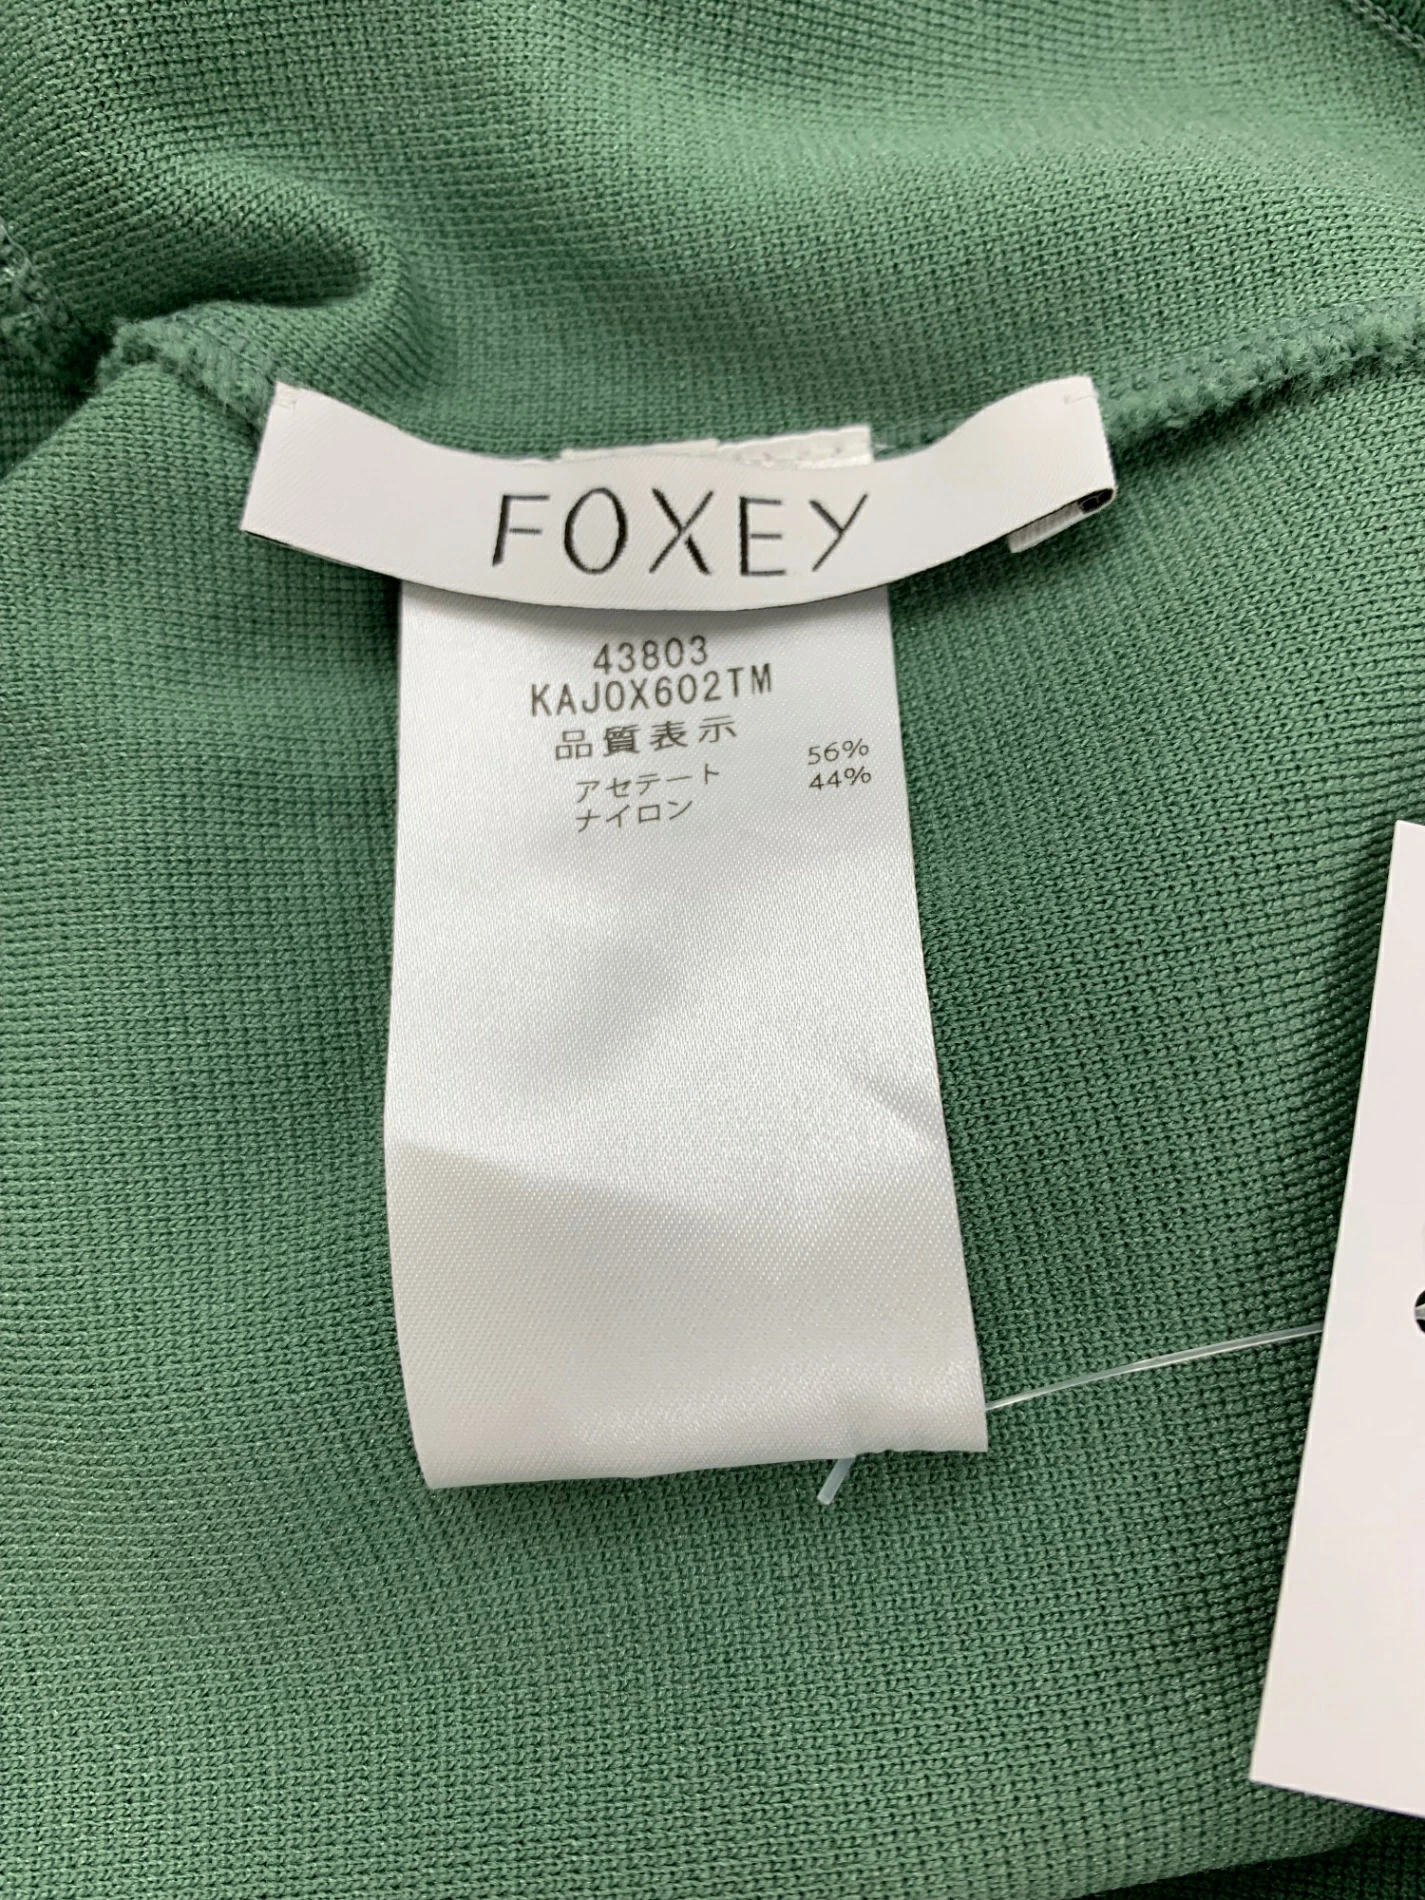 FOXEY
43803
KAJOX602TM
品質表示
アセテート 56%
ナイロン 44%